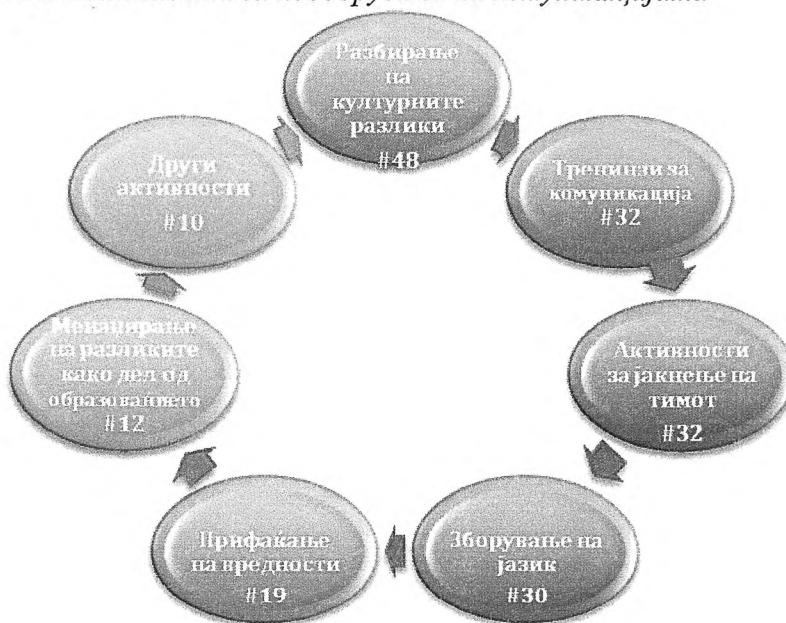 Разбирање
на
културните
разлики
#48
Тренинзи за
комуникација
#32
Активности
за јакнење на
тимот
#32
Зборување на
јазик
#30
Прифаќање
на вредности
#19
Менаџирање
на разликите
како дел од
образованието
#12
Други
активности
#10